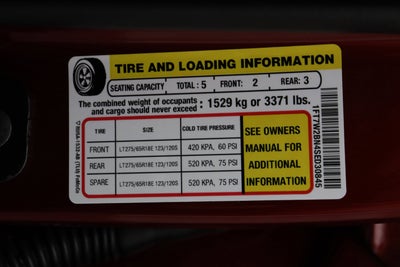 TIRE AND LOADING INFORMATION
SEATING CAPACITY TOTAL: 5 FRONT: 2 REAR: 3
The combined weight of occupants and cargo should never exceed : 1529 kg or 3371 lbs.
TIRE SIZE COLD TIRE PRESSURE
FRONT LT275/65R18E 123/120S 420 KPA, 60 PSI
REAR LT275/65R18E 123/120S 520 KPA, 75 PSI
SPARE LT275/65R18E 123/120S 520 KPA, 75 PSI
SEE OWNERS
MANUAL FOR
ADDITIONAL
INFORMATION
1FT7W2BN4SED30845